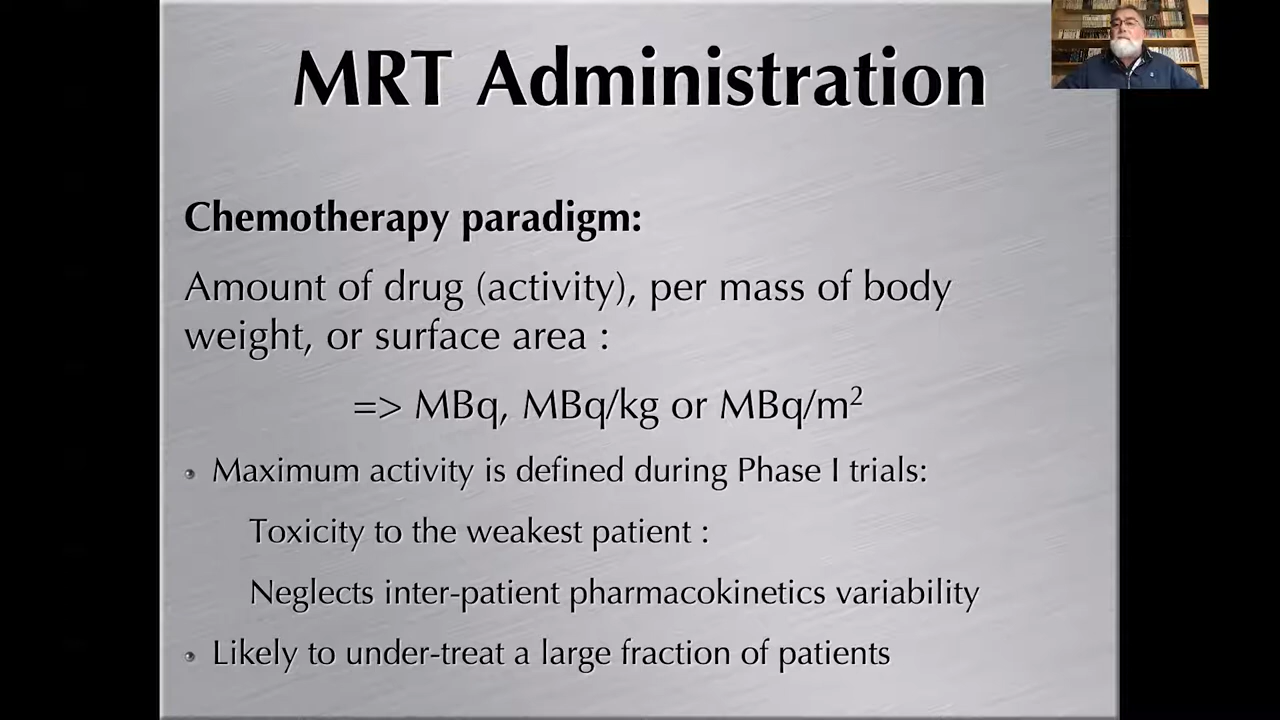 MRT Administration
Chemotherapy paradigm:
Amount of drug (activity), per mass of body
weight, or surface area :
=> MBq, MBq/kg or MBq/m²
Maximum activity is defined during Phase I trials:
Toxicity to the weakest patient :
Neglects inter-patient pharmacokinetics variability
Likely to under-treat a large fraction of patients